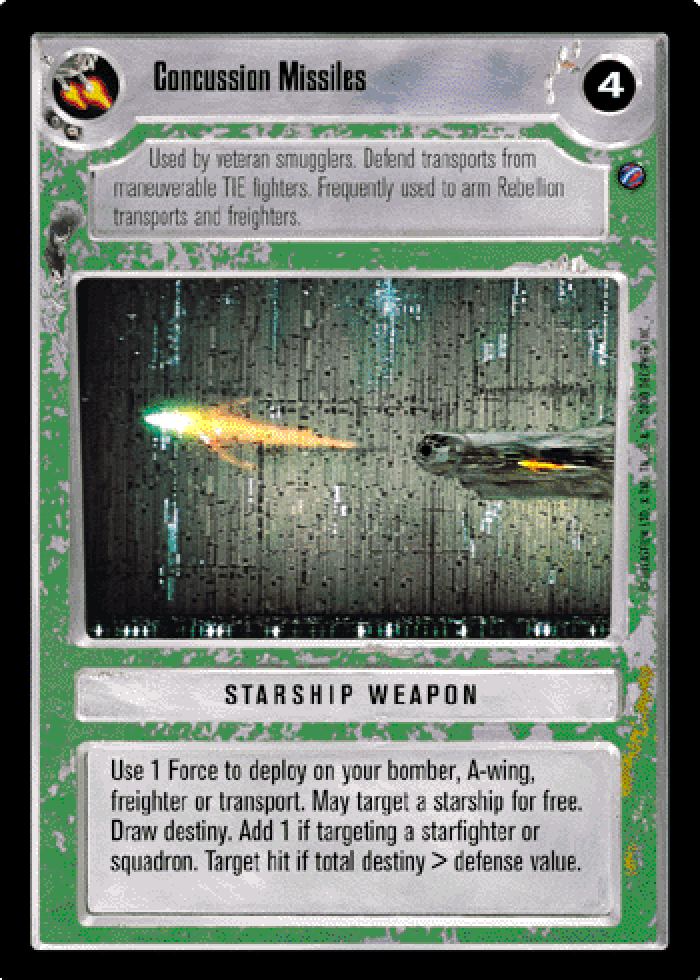 Concussion Missiles
4
Used by veteran smugglers. Defend transports from
maneuverable TIE fighters. Frequently used to arm Rebellion
transports and freighters.
STARSHIP WEAPON
Use 1 Force to deploy on your bomber, A-wing,
freighter or transport. May target a starship for free.
Draw destiny. Add 1 if targeting a starfighter or
squadron. Target hit if total destiny > defense value.